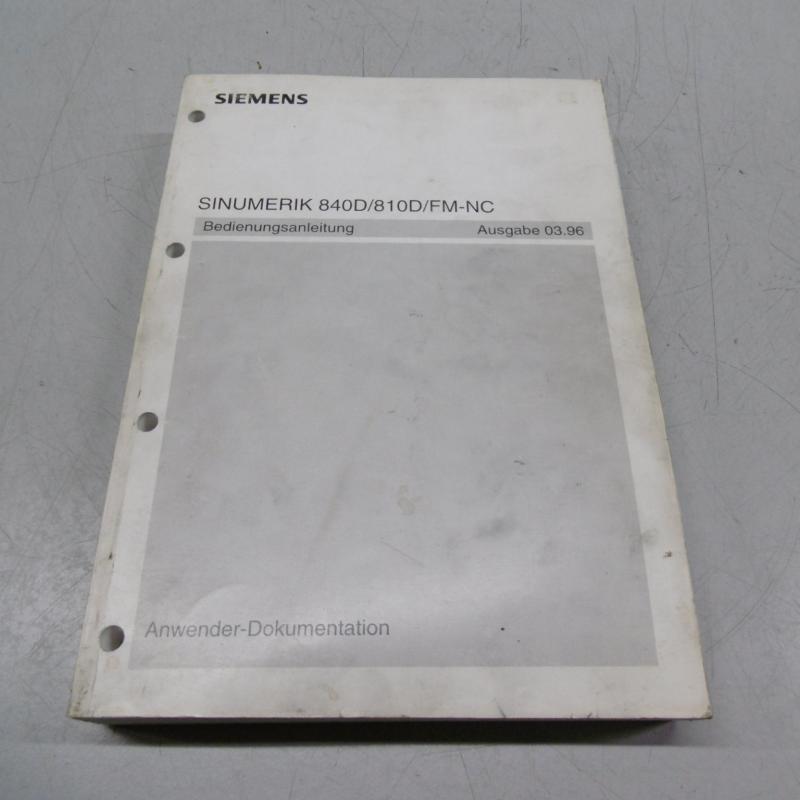 SIEMENS
SINUMERIK 840D/810D/FM-NC
Bedienungsanleitung Ausgabe 03.96
Anwender-Dokumentation